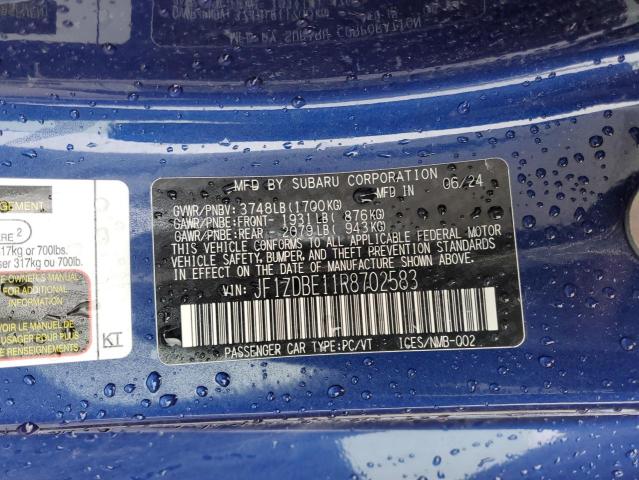 MFD BY SUBARU CORPORATION
MFD IN 06/24
GVWR/PNBV: 3748LB(1700KG)
GAWR/PNBE:FRONT- 1931LB( 876KG)
GAWR/PNBE:REAR - 2079LB( 943KG)
THIS VEHICLE CONFORMS TO ALL APPLICABLE FEDERAL MOTOR
VEHICLE SAFETY, BUMPER, AND THEFT PREVENTION STANDARDS
IN EFFECT ON THE DATE OF MANUFACTURE SHOWN ABOVE.
VIN: JF1ZDBE11R8702583
PASSENGER CAR TYPE:PC/VT ICES/NMB-002
2
17kg or 700lbs.
ser 317kg ou 700lb.
OWNER'S MANUAL
FOR ADDITIONAL
INFORMATION
VOIR LE MANUEL DE
USAGER POUR PLUS
DE RENSEIGNEMENTS
KT